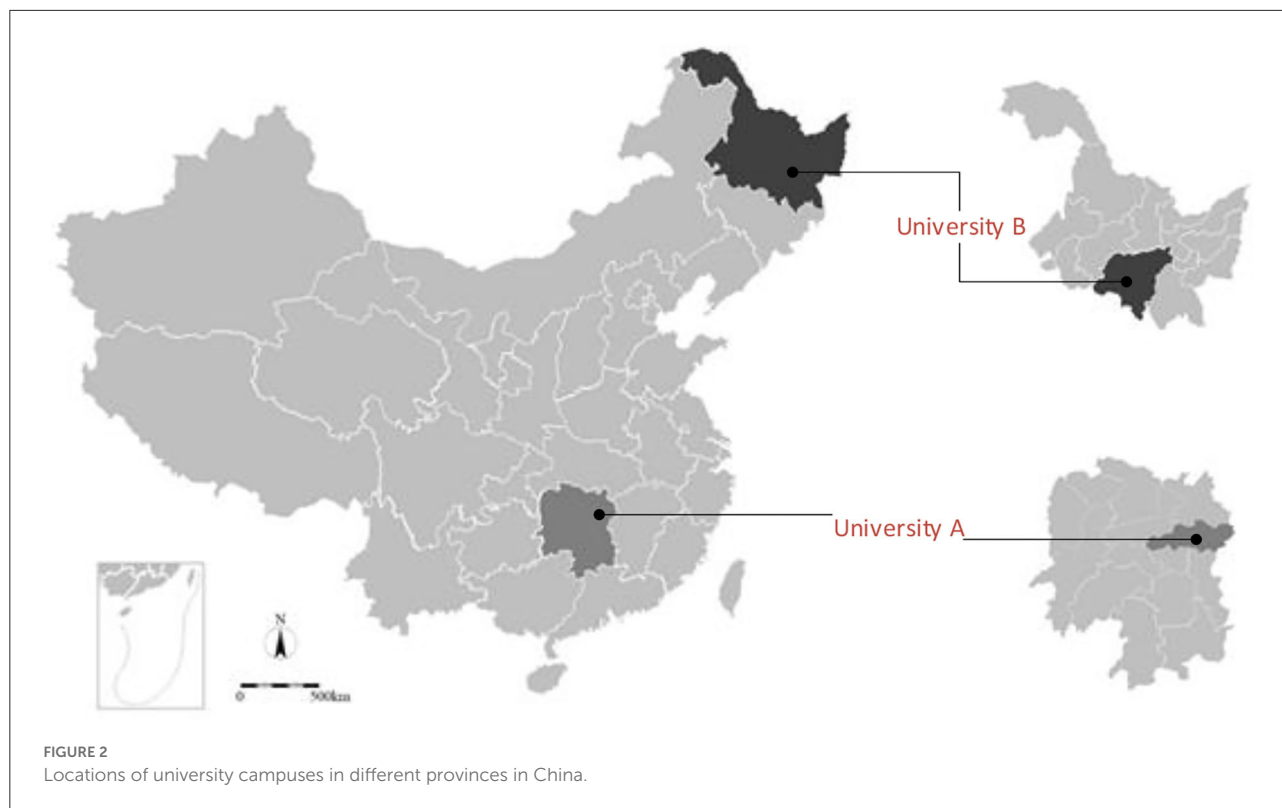 University B
University A
N
0 500km
FIGURE 2
Locations of university campuses in different provinces in China.